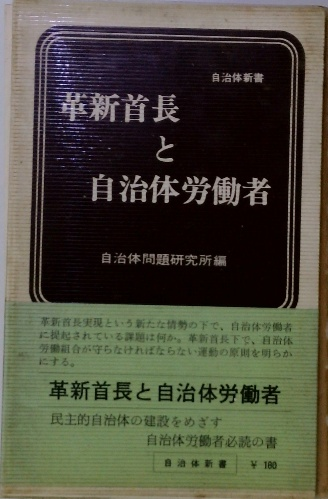 自治体新書
革新首長
と
自治体労働者
自治体問題研究所編
革新首長実現という新たな情勢の下で、自治体労働者
に提起されている課題は何か。革新首長下で、自治体
労働組合が守らなければならない運動の原則を明らか
にする。
革新首長と自治体労働者
民主的自治体の建設をめざす
自治体労働者必読の書
自治体新書 ¥180